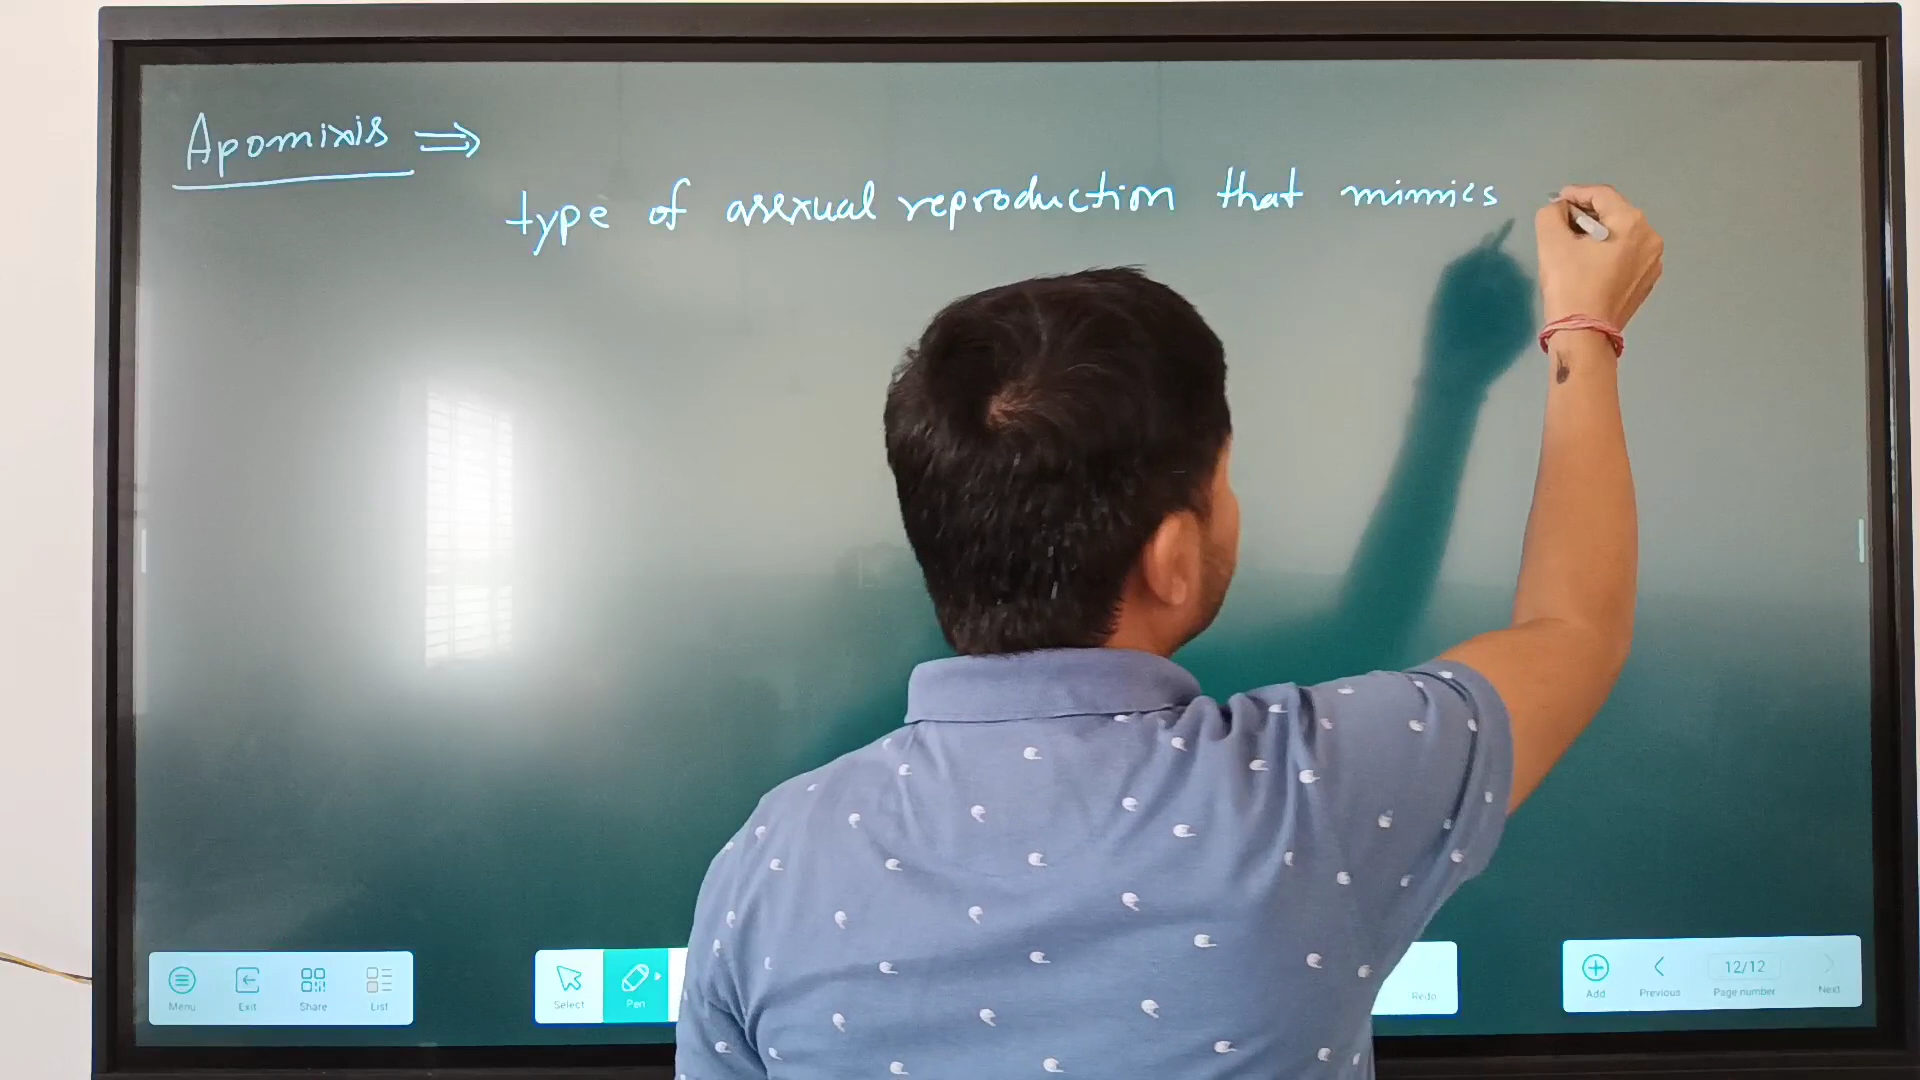 Apomixis ⇒
type of asexual reproduction that mimics
Menu Exit Share List Select Pen Redo Add Previous 12/12 Page number Next